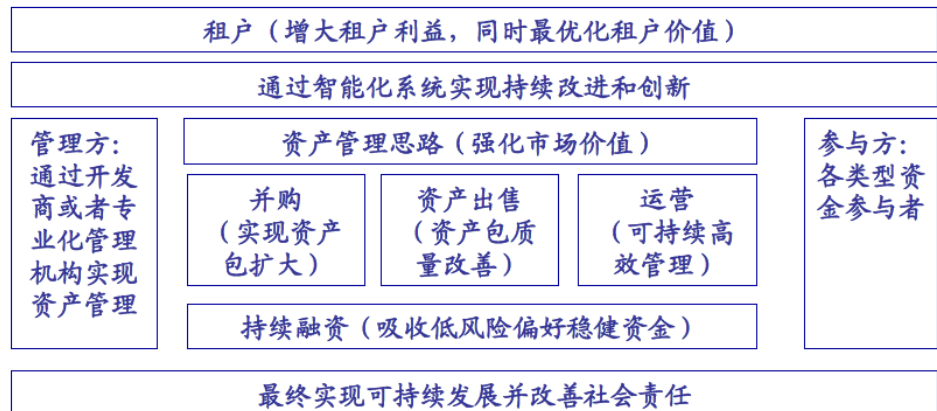 租户（增大租户利益，同时最优化租户价值）
通过智能化系统实现持续改进和创新
管理方：
通过开发
商或者专
业化管理
机构实现
资产管理
资产管理思路（强化市场价值）
并购
（实现资产
包扩大）
资产出售
（资产包质
量改善）
运营
（可持续高
效管理）
持续融资（吸收低风险偏好稳健资金）
参与方：
各类型资
金参与者
最终实现可持续发展并改善社会责任